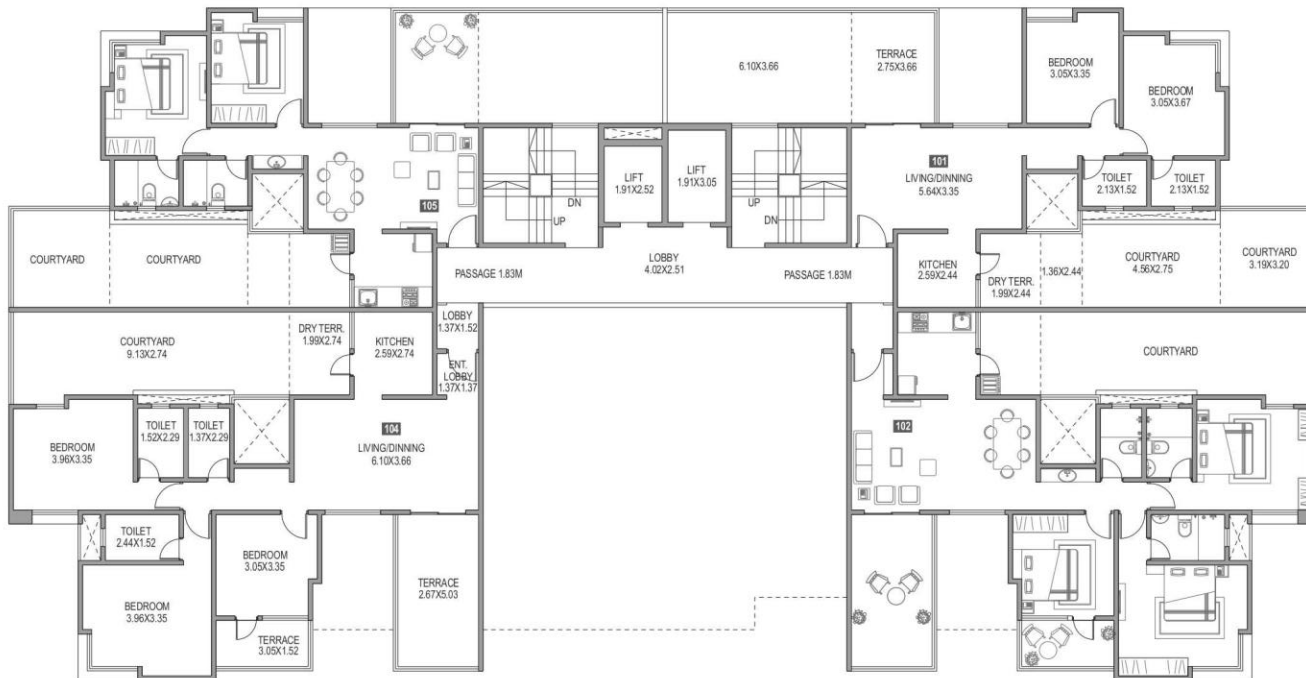 6.10X3.66
TERRACE
2.75X3.66
BEDROOM
3.05X3.35
BEDROOM
3.05X3.67
LIFT
1.91X2.52
LIFT
1.91X3.05
101
LIVING/DINNING
5.64X3.35
TOILET
2.13X1.52
TOILET
2.13X1.52
105
DN
UP
UP
DN
COURTYARD
COURTYARD
PASSAGE 1.83M
LOBBY
4.02X2.51
PASSAGE 1.83M
KITCHEN
2.59X2.44
DRY TERR.
1.99X2.44
1.36X2.44
COURTYARD
4.56X2.75
COURTYARD
3.19X3.20
COURTYARD
9.13X2.74
DRY TERR.
1.99X2.74
KITCHEN
2.59X2.74
LOBBY
1.37X1.52
ENT.
LOBBY
1.37X1.37
COURTYARD
BEDROOM
3.96X3.35
TOILET
1.52X2.29
TOILET
1.37X2.29
104
LIVING/DINNING
6.10X3.66
102
TOILET
2.44X1.52
BEDROOM
3.05X3.35
TERRACE
2.67X5.03
BEDROOM
3.96X3.35
TERRACE
3.05X1.52